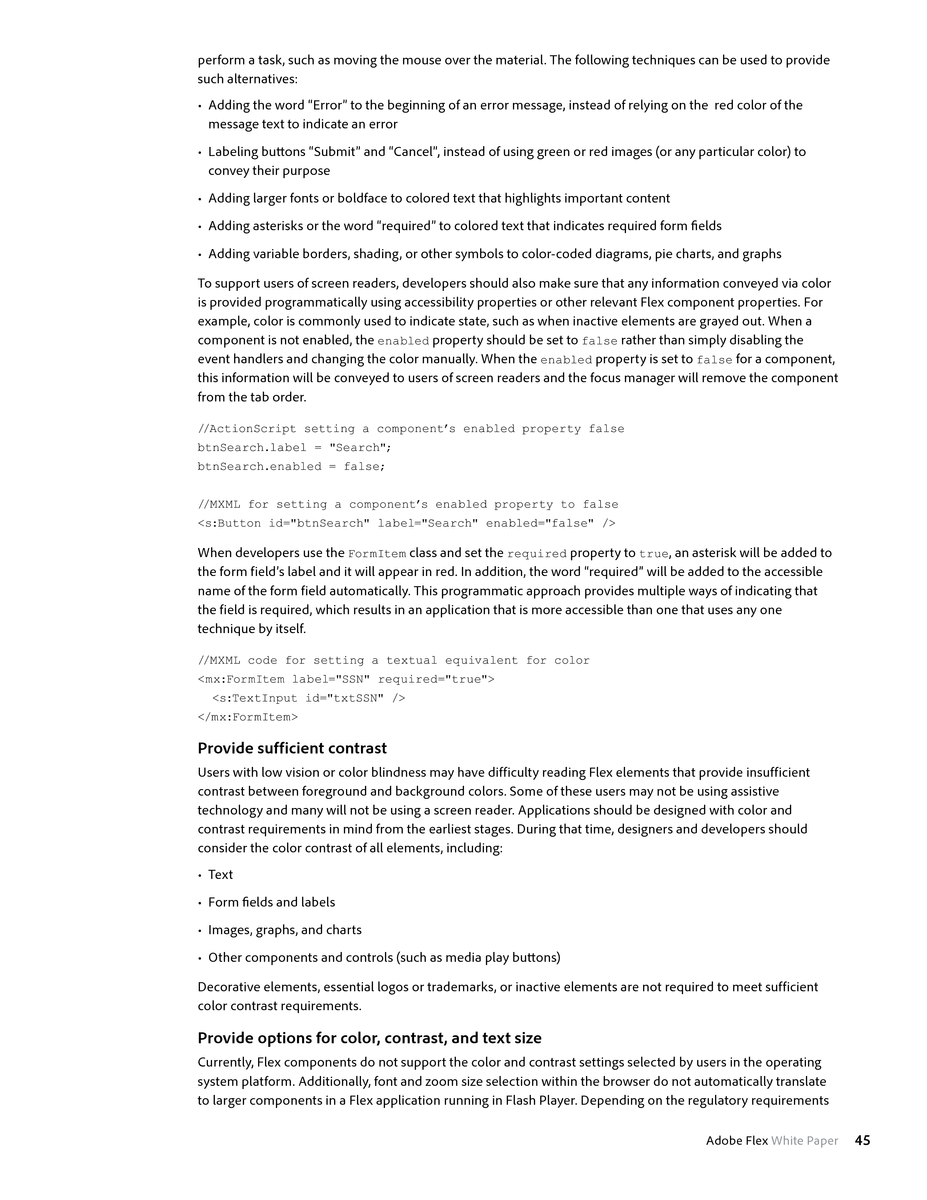 perform a task, such as moving the mouse over the material. The following techniques can be used to provide
such alternatives:
• Adding the word “Error” to the beginning of an error message, instead of relying on the  red color of the
message text to indicate an error
• Labeling buttons “Submit” and “Cancel”, instead of using green or red images (or any particular color) to
convey their purpose
• Adding larger fonts or boldface to colored text that highlights important content
• Adding asterisks or the word “required” to colored text that indicates required form fields
• Adding variable borders, shading, or other symbols to color-coded diagrams, pie charts, and graphs
To support users of screen readers, developers should also make sure that any information conveyed via color
is provided programmatically using accessibility properties or other relevant Flex component properties. For
example, color is commonly used to indicate state, such as when inactive elements are grayed out. When a
component is not enabled, the enabled property should be set to false rather than simply disabling the
event handlers and changing the color manually. When the enabled property is set to false for a component,
this information will be conveyed to users of screen readers and the focus manager will remove the component
from the tab order.
//ActionScript setting a component’s enabled property false
btnSearch.label = "Search";
btnSearch.enabled = false;
//MXML for setting a component’s enabled property to false
<s:Button id="btnSearch" label="Search" enabled="false" />
When developers use the FormItem class and set the required property to true, an asterisk will be added to
the form field’s label and it will appear in red. In addition, the word “required” will be added to the accessible
name of the form field automatically. This programmatic approach provides multiple ways of indicating that
the field is required, which results in an application that is more accessible than one that uses any one
technique by itself.
//MXML code for setting a textual equivalent for color
<mx:FormItem label="SSN" required="true">
  <s:TextInput id="txtSSN" />
</mx:FormItem>
Provide sufficient contrast
Users with low vision or color blindness may have difficulty reading Flex elements that provide insufficient
contrast between foreground and background colors. Some of these users may not be using assistive
technology and many will not be using a screen reader. Applications should be designed with color and
contrast requirements in mind from the earliest stages. During that time, designers and developers should
consider the color contrast of all elements, including:
• Text
• Form fields and labels
• Images, graphs, and charts
• Other components and controls (such as media play buttons)
Decorative elements, essential logos or trademarks, or inactive elements are not required to meet sufficient
color contrast requirements.
Provide options for color, contrast, and text size
Currently, Flex components do not support the color and contrast settings selected by users in the operating
system platform. Additionally, font and zoom size selection within the browser do not automatically translate
to larger components in a Flex application running in Flash Player. Depending on the regulatory requirements
Adobe Flex White Paper 45